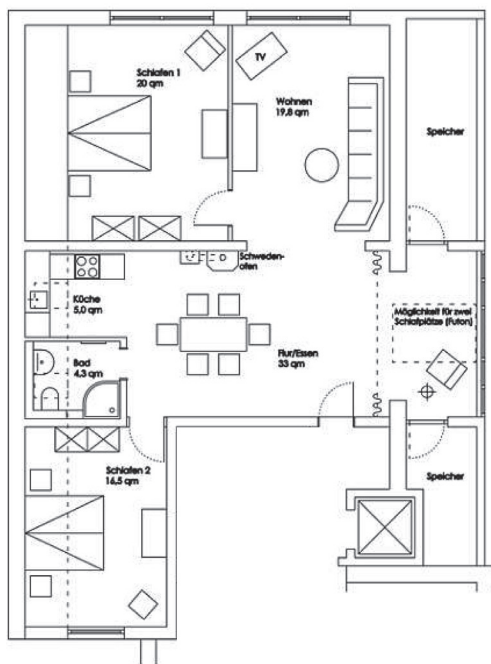 TV
Schlafen 1
20 qm
Wohnen
19,8 qm
Speicher
Schweden-
ofen
Küche
5,0 qm
Möglichkeit für zwei
Schlafplätze (Futon)
Flur/Essen
33 qm
Bad
4,3 qm
Schlafen 2
16,5 qm
Speicher